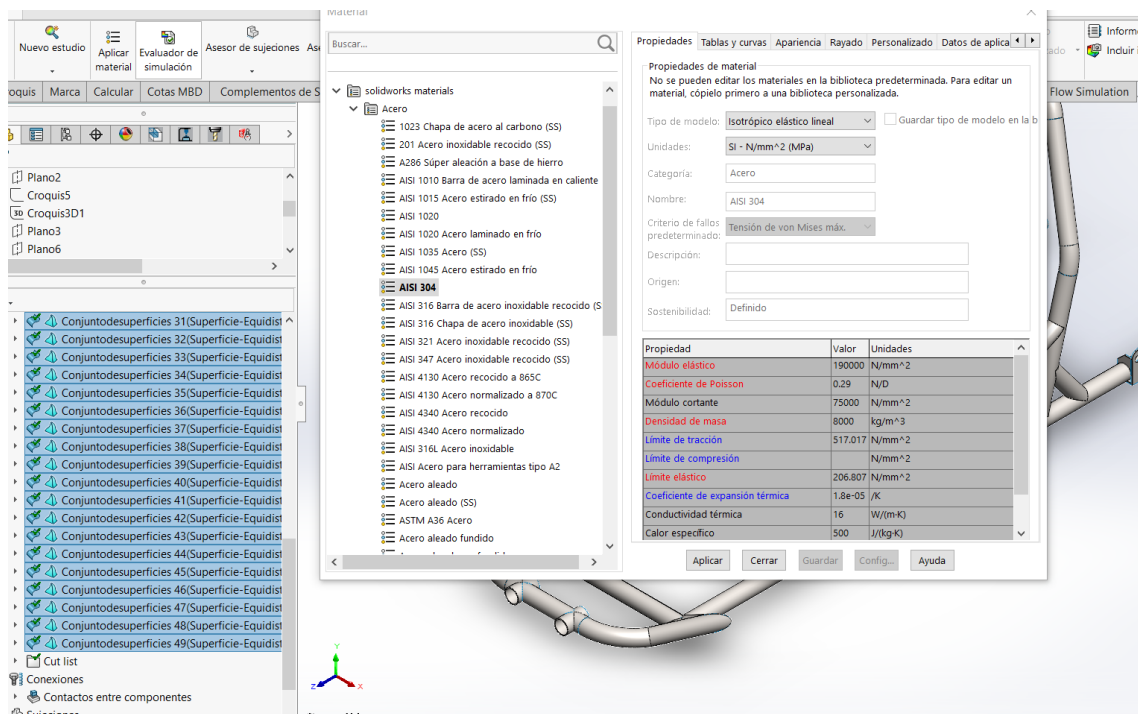 Material
Nuevo estudio
Aplicar material
Evaluador de simulación
Asesor de sujeciones
Inform
Induir
Marca
Calcular
Cotas MBD
Complementos de S
Flow Simulation
Plano2
Croquis5
3D Croquis3D1
Plano3
Plano6
Conjuntodesuperficies 31(Superficie-Equidist
Conjuntodesuperficies 32(Superficie-Equidist
Conjuntodesuperficies 33(Superficie-Equidist
Conjuntodesuperficies 34(Superficie-Equidist
Conjuntodesuperficies 35(Superficie-Equidist
Conjuntodesuperficies 36(Superficie-Equidist
Conjuntodesuperficies 37(Superficie-Equidist
Conjuntodesuperficies 38(Superficie-Equidist
Conjuntodesuperficies 39(Superficie-Equidist
Conjuntodesuperficies 40(Superficie-Equidist
Conjuntodesuperficies 41(Superficie-Equidist
Conjuntodesuperficies 42(Superficie-Equidist
Conjuntodesuperficies 43(Superficie-Equidist
Conjuntodesuperficies 44(Superficie-Equidist
Conjuntodesuperficies 45(Superficie-Equidist
Conjuntodesuperficies 46(Superficie-Equidist
Conjuntodesuperficies 47(Superficie-Equidist
Conjuntodesuperficies 48(Superficie-Equidist
Conjuntodesuperficies 49(Superficie-Equidist
Cut list
Conexiones
Contactos entre componentes
Buscar...
solidworks materials
Acero
1023 Chapa de acero al carbono (SS)
201 Acero inoxidable recocido (SS)
A286 Súper aleación a base de hierro
AISI 1010 Barra de acero laminada en caliente
AISI 1015 Acero estirado en frío (SS)
AISI 1020
AISI 1020 Acero laminado en frío
AISI 1035 Acero (SS)
AISI 1045 Acero estirado en frío
AISI 304
AISI 316 Barra de acero inoxidable recocido (S
AISI 316 Chapa de acero inoxidable (SS)
AISI 321 Acero inoxidable recocido (SS)
AISI 347 Acero inoxidable recocido (SS)
AISI 4130 Acero recocido a 865C
AISI 4130 Acero normalizado a 870C
AISI 4340 Acero recocido
AISI 4340 Acero normalizado
AISI 316L Acero inoxidable
AISI Acero para herramientas tipo A2
Acero aleado
Acero aleado (SS)
ASTM A36 Acero
Acero aleado fundido
Propiedades Tablas y curvas Apariencia Rayado Personalizado Datos de aplica
Propiedades de material
No se pueden editar los materiales en la biblioteca predeterminada. Para editar un
material, cópielo primero a una biblioteca personalizada.
Tipo de modelo: Isotrópico elástico lineal Guardar tipo de modelo en la b
Unidades: SI - N/mm^2 (MPa)
Categoría: Acero
Nombre: AISI 304
Criterio de fallos predeterminado: Tensión de von Mises máx.
Descripción:
Origen:
Sostenibilidad: Definido
Propiedad Valor Unidades
Módulo elástico 190000 N/mm^2
Coeficiente de Poisson 0.29 N/D
Módulo cortante 75000 N/mm^2
Densidad de masa 8000 kg/m^3
Límite de tracción 517.017 N/mm^2
Límite de compresión N/mm^2
Límite elástico 206.807 N/mm^2
Coeficiente de expansión térmica 1.8e-05 /K
Conductividad térmica 16 W/(m·K)
Calor específico 500 J/(kg·K)
Aplicar Cerrar Guardar Config... Ayuda
Y
Z
X